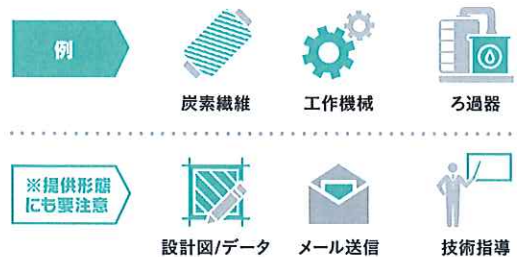 例
炭素繊維
工作機械
ろ過器
※提供形態
にも要注意
設計図/データ
メール送信
技術指導